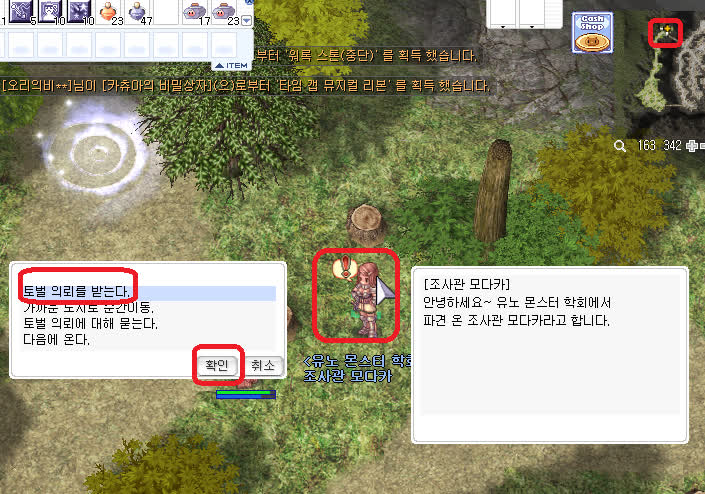 1 5 10 23 47 5 23
▲ ITEM
Cash Shop
부터 '워록 스톤(중단)' 를 획득 했습니다.
[오리의비**]님이 [카츄아의 비밀상자](으)로부터 '타임 캡 뮤지컬 리본' 를 획득 했습니다.
168 342
토벌 의뢰를 받는다.
가까운 도시로 순간이동.
토벌 의뢰에 대해 묻는다.
다음에 온다.
확인 취소
<유노 몬스터 학회
조사관 모다카
[조사관 모다카]
안녕하세요~ 유노 몬스터 학회에서
파견 온 조사관 모다카라고 합니다.